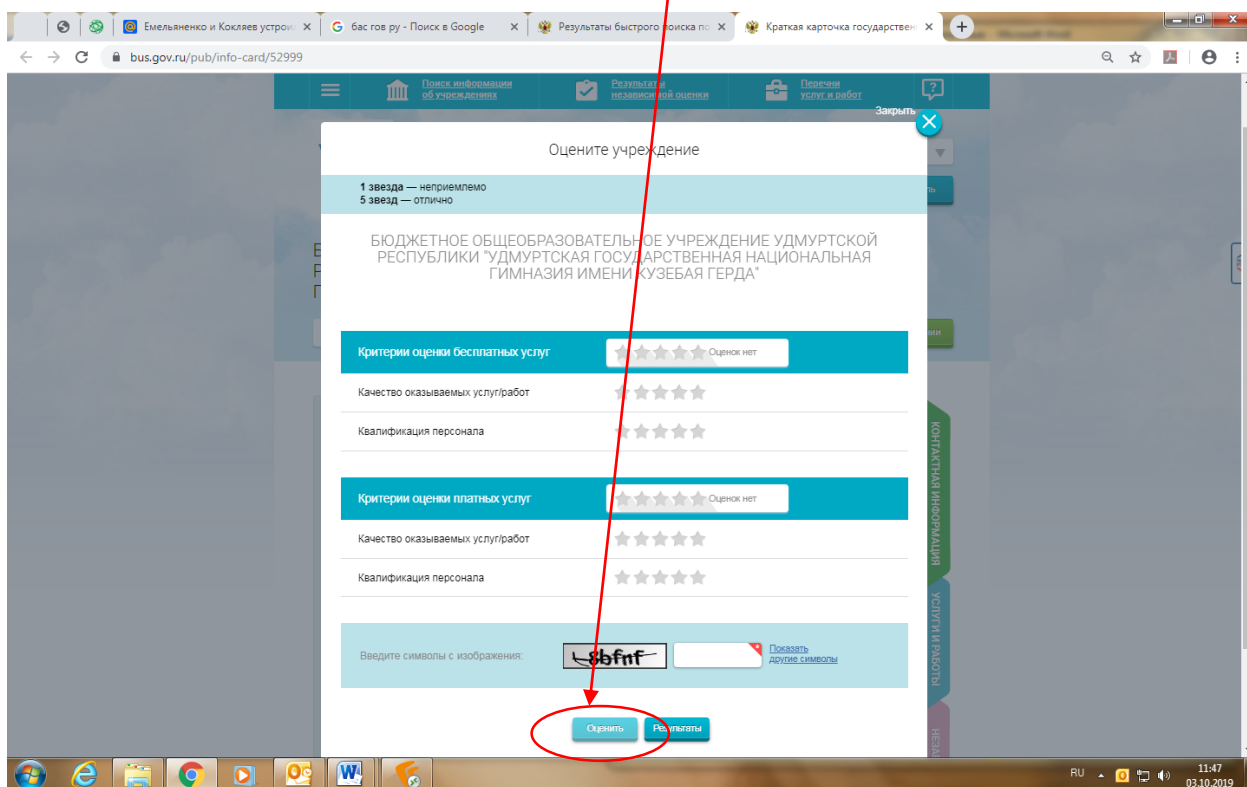 Емельяненко и Кокляев устрои
бас гов ру - Поиск в Google
Результаты быстрого поиска по
Краткая карточка государствен
bus.gov.ru/pub/info-card/52999
Поиск информации
об учреждениях
Результаты
независимой оценки
Перечни
услуг и работ
Закрыть
Оцените учреждение
1 звезда — неприемлемо
5 звезд — отлично
БЮДЖЕТНОЕ ОБЩЕОБРАЗОВАТЕЛЬНОЕ УЧРЕЖДЕНИЕ УДМУРТСКОЙ
РЕСПУБЛИКИ "УДМУРТСКАЯ ГОСУДАРСТВЕННАЯ НАЦИОНАЛЬНАЯ
ГИМНАЗИЯ ИМЕНИ КУЗЕБАЯ ГЕРДА"
Критерии оценки бесплатных услуг
Оценок нет
Качество оказываемых услуг/работ
Квалификация персонала
Критерии оценки платных услуг
Оценок нет
Качество оказываемых услуг/работ
Квалификация персонала
Введите символы с изображения:
Показать
другие символы
Оценить
Результаты
КОНТАКТНАЯ ИНФОРМАЦИЯ
УСЛУГИ И РАБОТЫ
НЕЗА
RU
11:47
03.10.2019